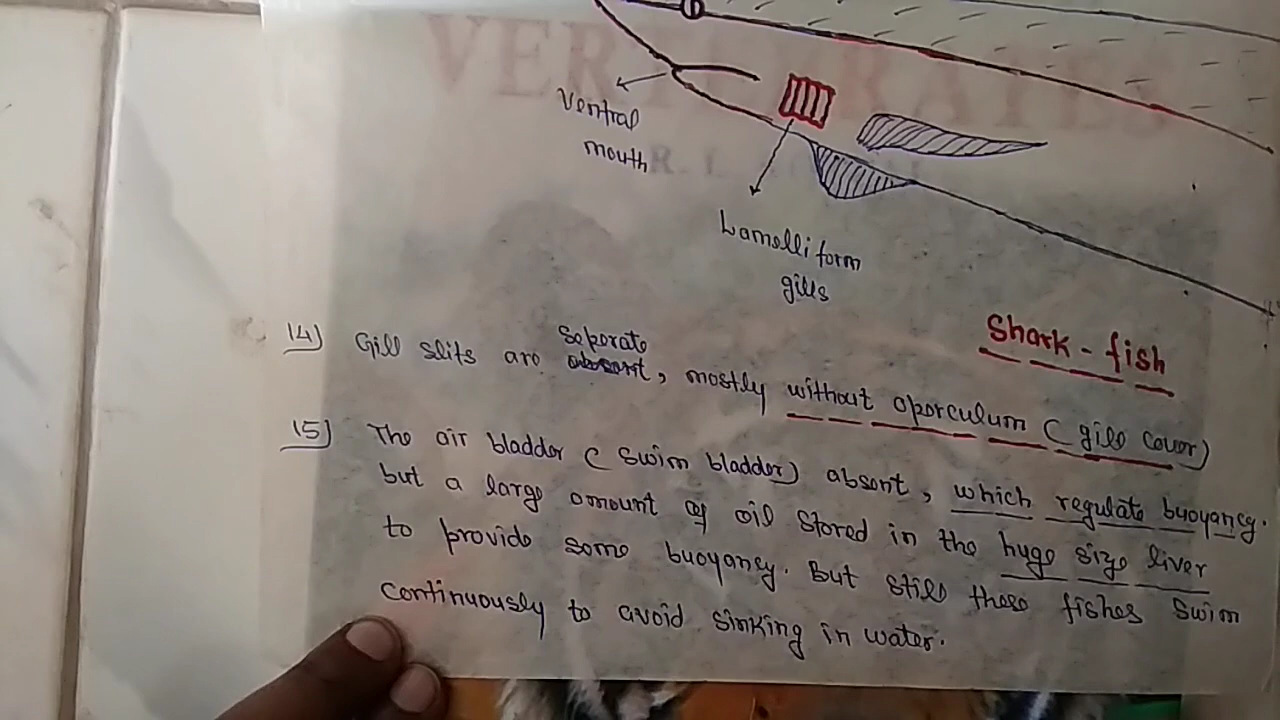 VERTEBRATES
Ventral
mouth
Lamelliform
gills
Shark - fish
14) Gill slits are separate, mostly without operculum ( gill cover)
15) The air bladder ( swim bladder) absent, which regulate buoyancy.
but a large amount of oil stored in the huge size liver
to provide some buoyancy. But still these fishes swim
continuously to avoid sinking in water.